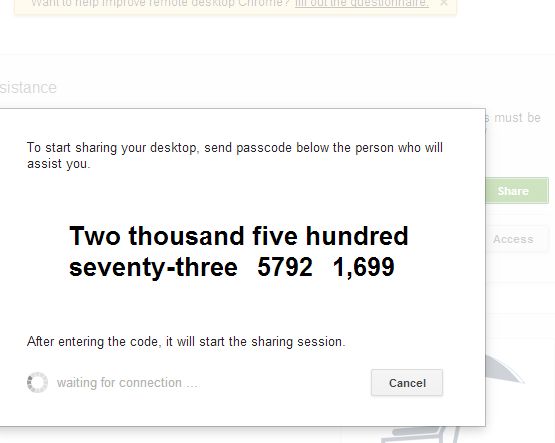 Want to help improve remote desktop Chrome? fill out the questionnaire. ×
sistance
s must be
To start sharing your desktop, send passcode below the person who will
assist you.
Share
Two thousand five hundred
Access
seventy-three 5792 1,699
After entering the code, it will start the sharing session.
waiting for connection ...
Cancel